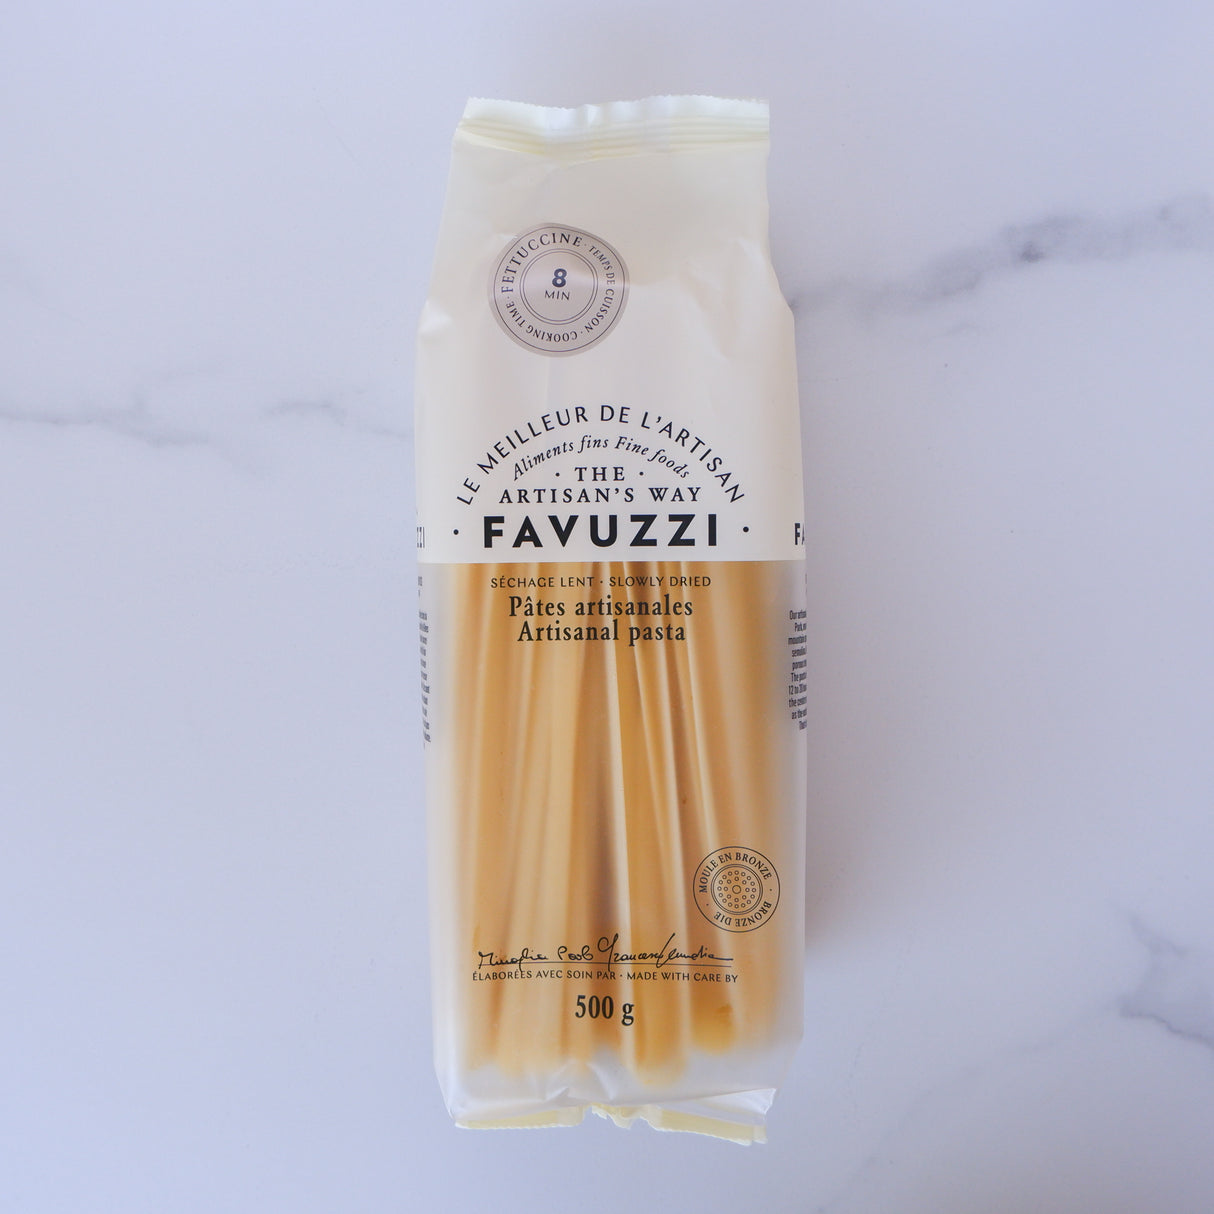 FETTUCCINE · TEMPS DE CUISSON · COOKING TIME ·
8
MIN
LE MEILLEUR DE L'ARTISAN
Aliments fins Fine foods
· THE ·
ARTISAN'S WAY
· FAVUZZI ·
SÉCHAGE LENT · SLOWLY DRIED
Pâtes artisanales
Artisanal pasta
MOULE EN BRONZE · BRONZE DIE ·
ÉLABORÉES AVEC SOIN PAR · MADE WITH CARE BY
500 g